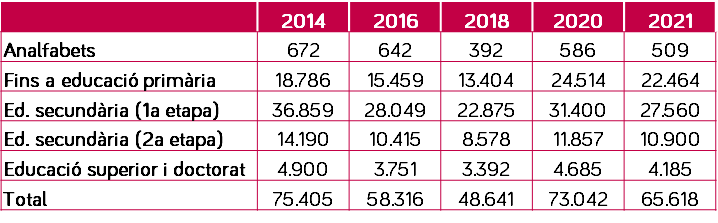 2014 2016 2018 2020 2021
Analfabets 672 642 392 586 509
Fins a educació primària 18.786 15.459 13.404 24.514 22.464
Ed. secundària (1a etapa) 36.859 28.049 22.875 31.400 27.560
Ed. secundària (2a etapa) 14.190 10.415 8.578 11.857 10.900
Educació superior i doctorat 4.900 3.751 3.392 4.685 4.185
Total 75.405 58.316 48.641 73.042 65.618